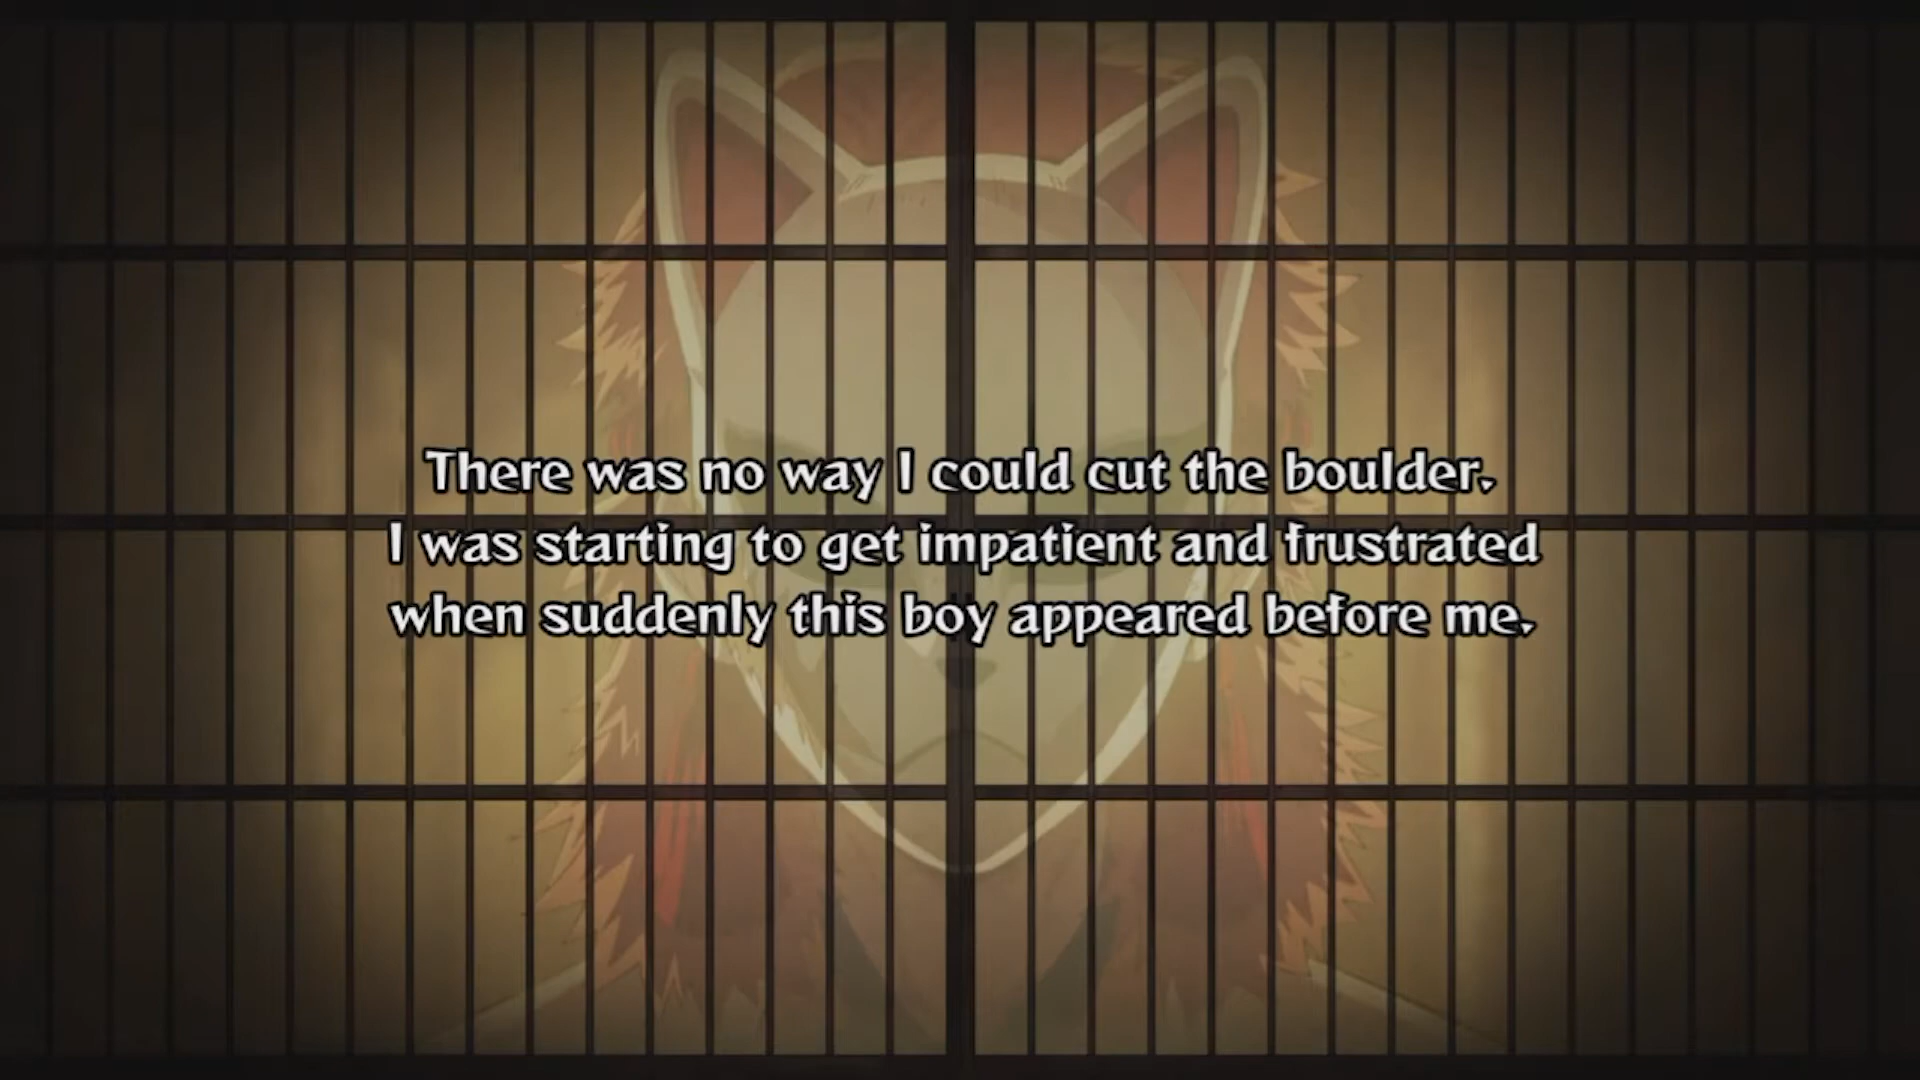 There was no way I could cut the boulder.
I was starting to get impatient and frustrated
when suddenly this boy appeared before me.